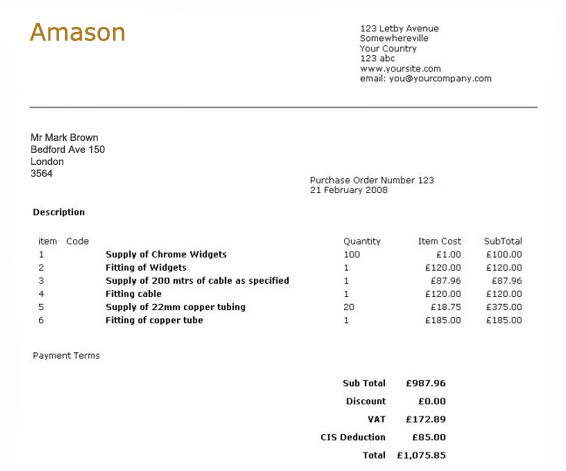 Amason
123 Letby Avenue
Somewhereville
Your Country
123 abc
www.yoursite.com
email: you@yourcompany.com
Mr Mark Brown
Bedford Ave 150
London
3564
Purchase Order Number 123
21 February 2008
Description
item Code Quantity Item Cost SubTotal
1 Supply of Chrome Widgets 100 £1.00 £100.00
2 Fitting of Widgets 1 £120.00 £120.00
3 Supply of 200 mtrs of cable as specified 1 £87.96 £87.96
4 Fitting cable 1 £120.00 £120.00
5 Supply of 22mm copper tubing 20 £18.75 £375.00
6 Fitting of copper tube 1 £185.00 £185.00
Payment Terms
Sub Total £987.96
Discount £0.00
VAT £172.89
CIS Deduction £85.00
Total £1,075.85